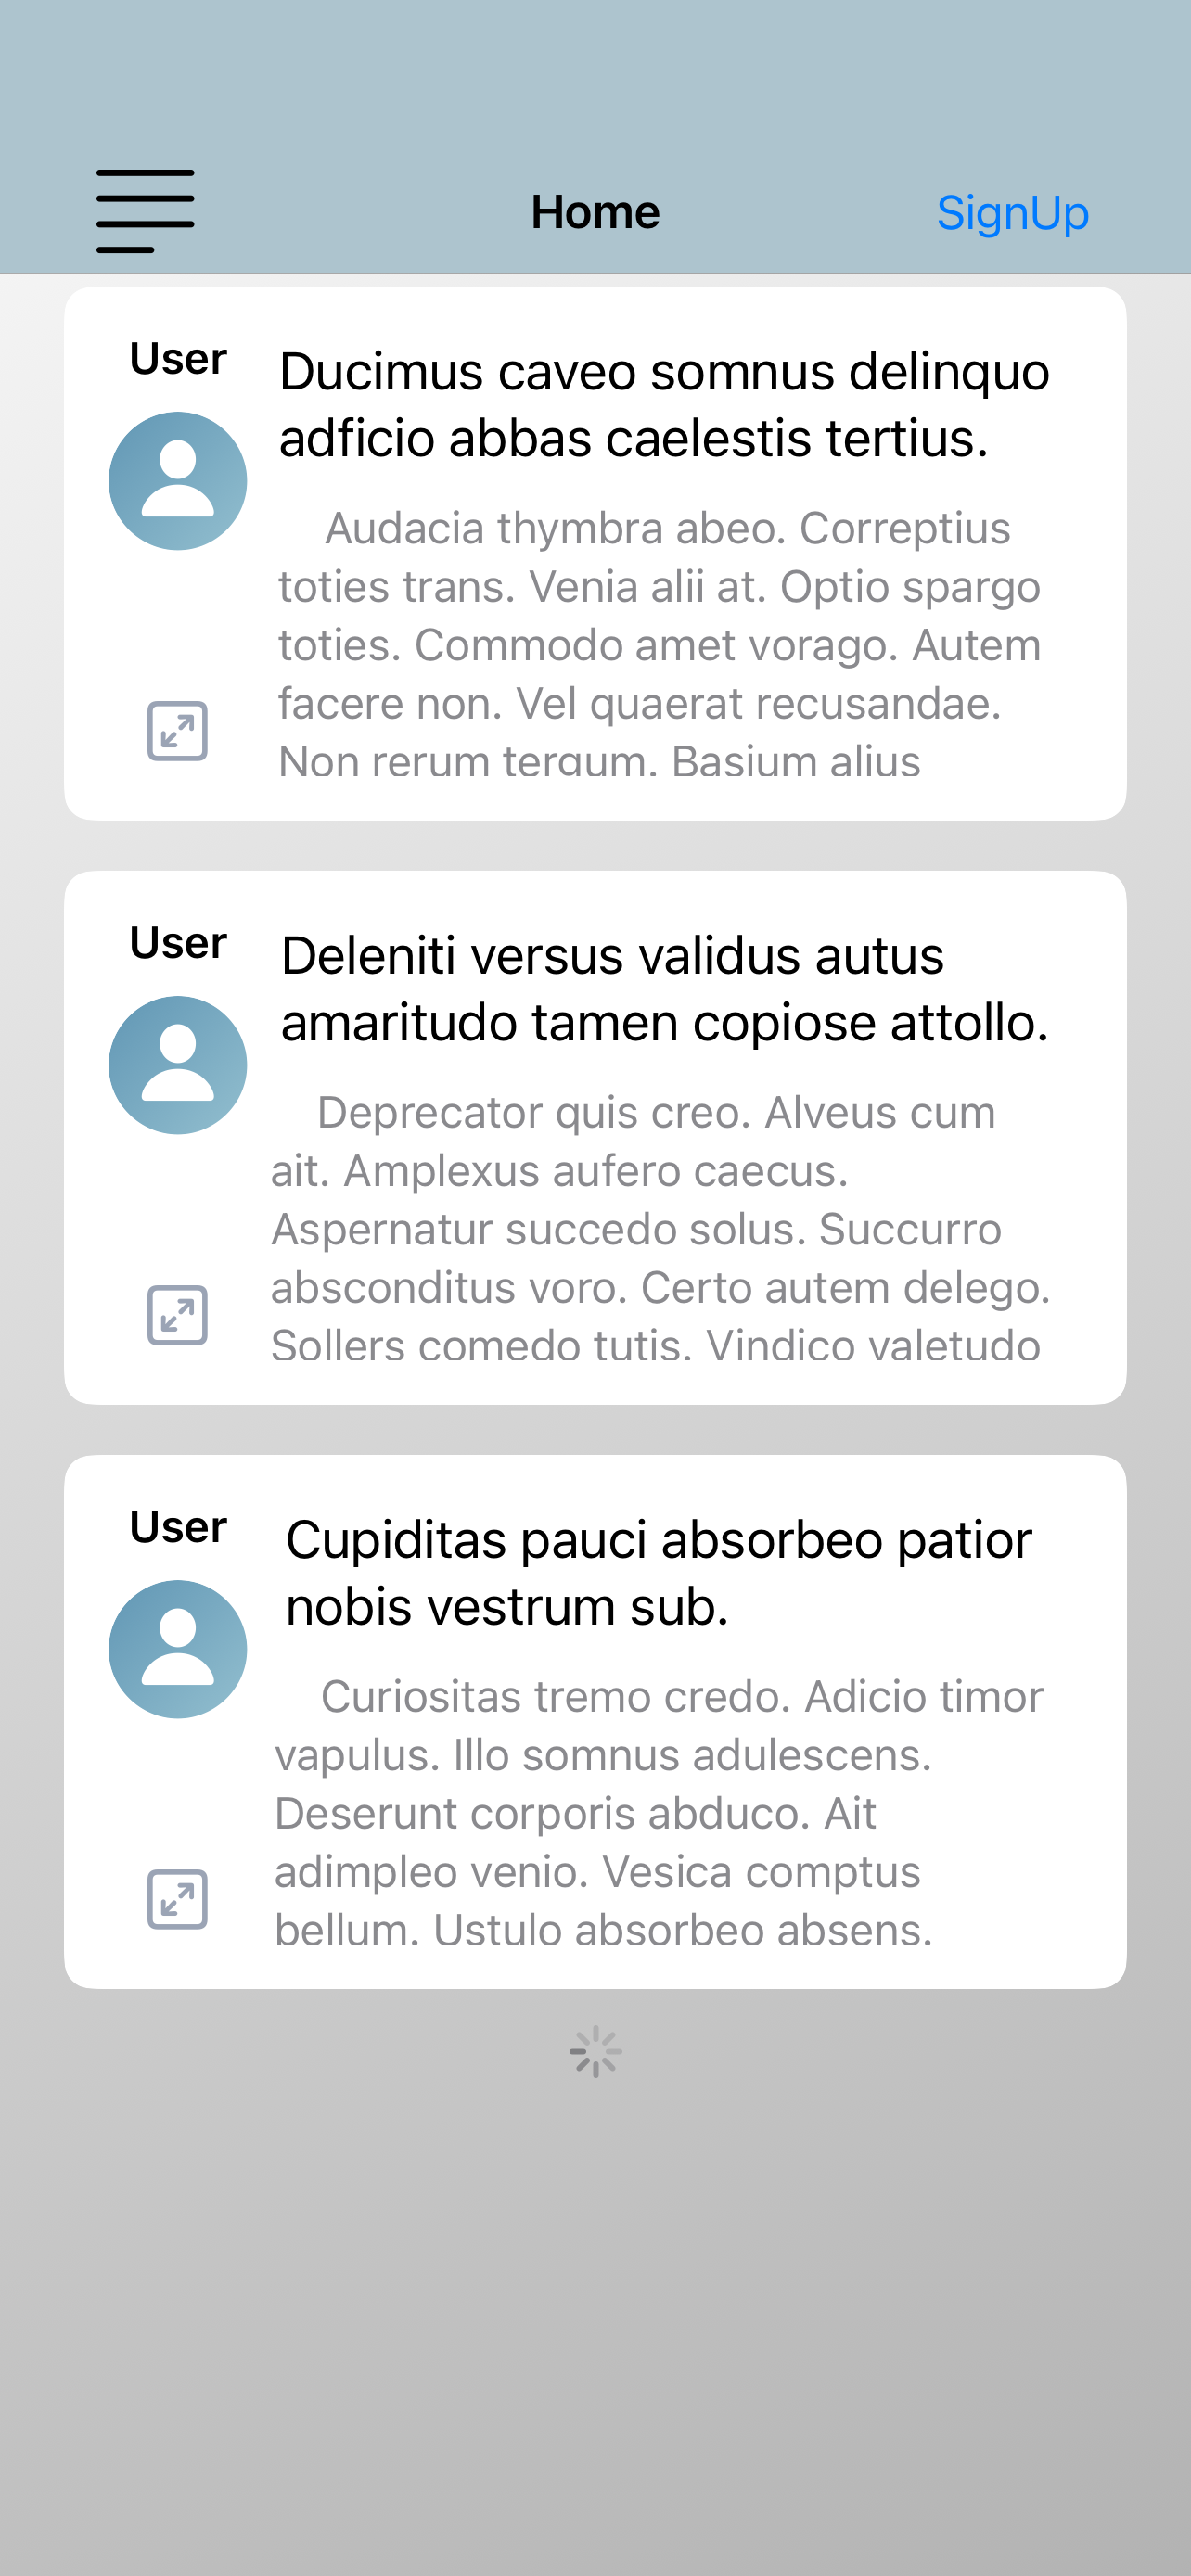 Home
SignUp
User
Ducimus caveo somnus delinquo
adficio abbas caelestis tertius.
Audacia thymbra abeo. Correptius
toties trans. Venia alii at. Optio spargo
toties. Commodo amet vorago. Autem
facere non. Vel quaerat recusandae.
Non rerum tergum. Basium alius
User
Deleniti versus validus autus
amaritudo tamen copiose attollo.
Deprecator quis creo. Alveus cum
ait. Amplexus aufero caecus.
Aspernatur succedo solus. Succurro
absconditus voro. Certo autem delego.
Sollers comedo tutis. Vindico valetudo
User
Cupiditas pauci absorbeo patior
nobis vestrum sub.
Curiositas tremo credo. Adicio timor
vapulus. Illo somnus adulescens.
Deserunt corporis abduco. Ait
adimpleo venio. Vesica comptus
bellum. Ustulo absorbeo absens.